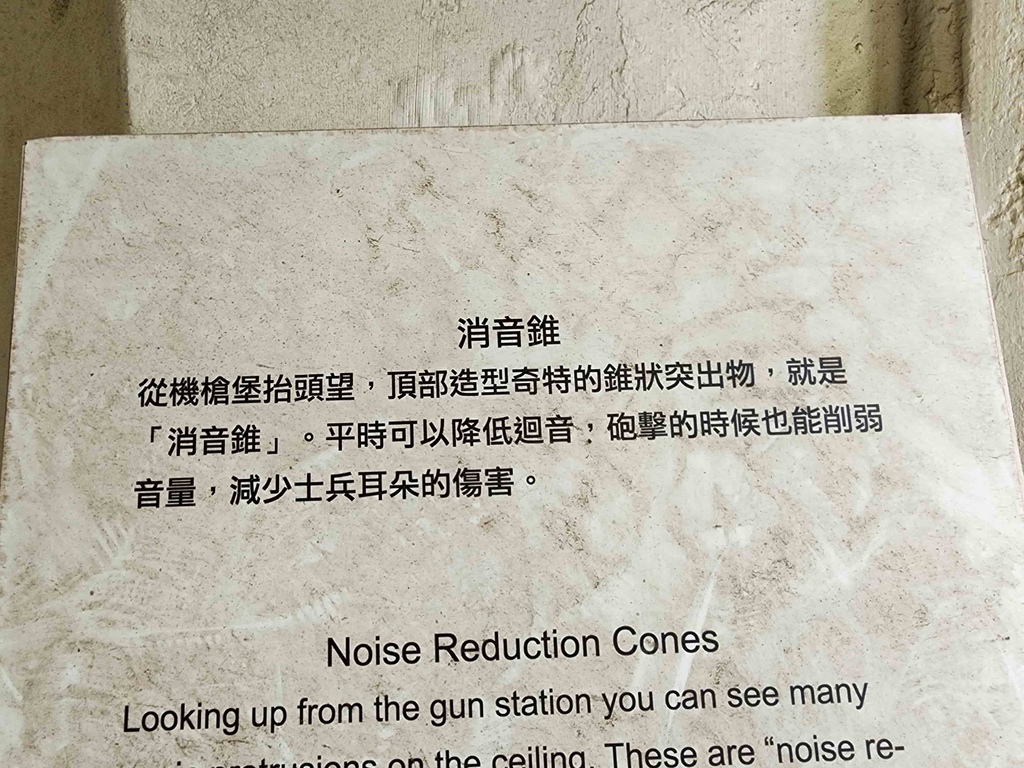 消音錐
從機槍堡抬頭望，頂部造型奇特的錐狀突出物，就是
「消音錐」。平時可以降低迴音；砲擊的時候也能削弱
音量，減少士兵耳朵的傷害。
Noise Reduction Cones
Looking up from the gun station you can see many
protrusions on the ceiling. These are “noise re-